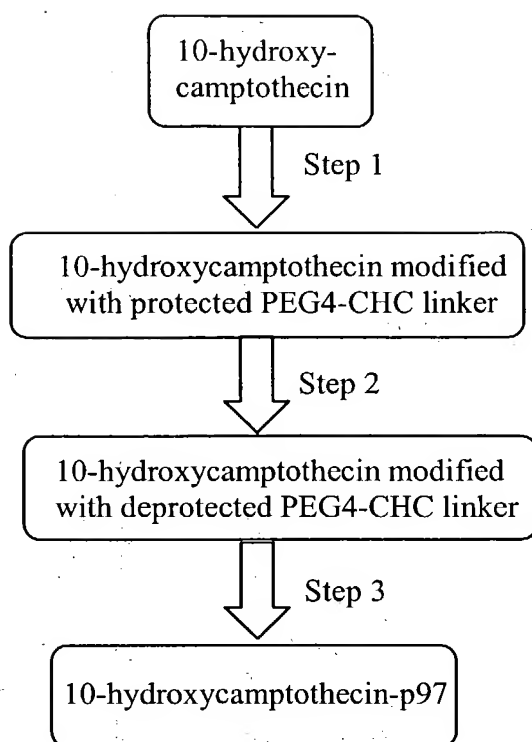 10-hydroxy-
camptothecin
Step 1
10-hydroxycamptothecin modified
with protected PEG4-CHC linker
Step 2
10-hydroxycamptothecin modified
with deprotected PEG4-CHC linker
Step 3
10-hydroxycamptothecin-p97